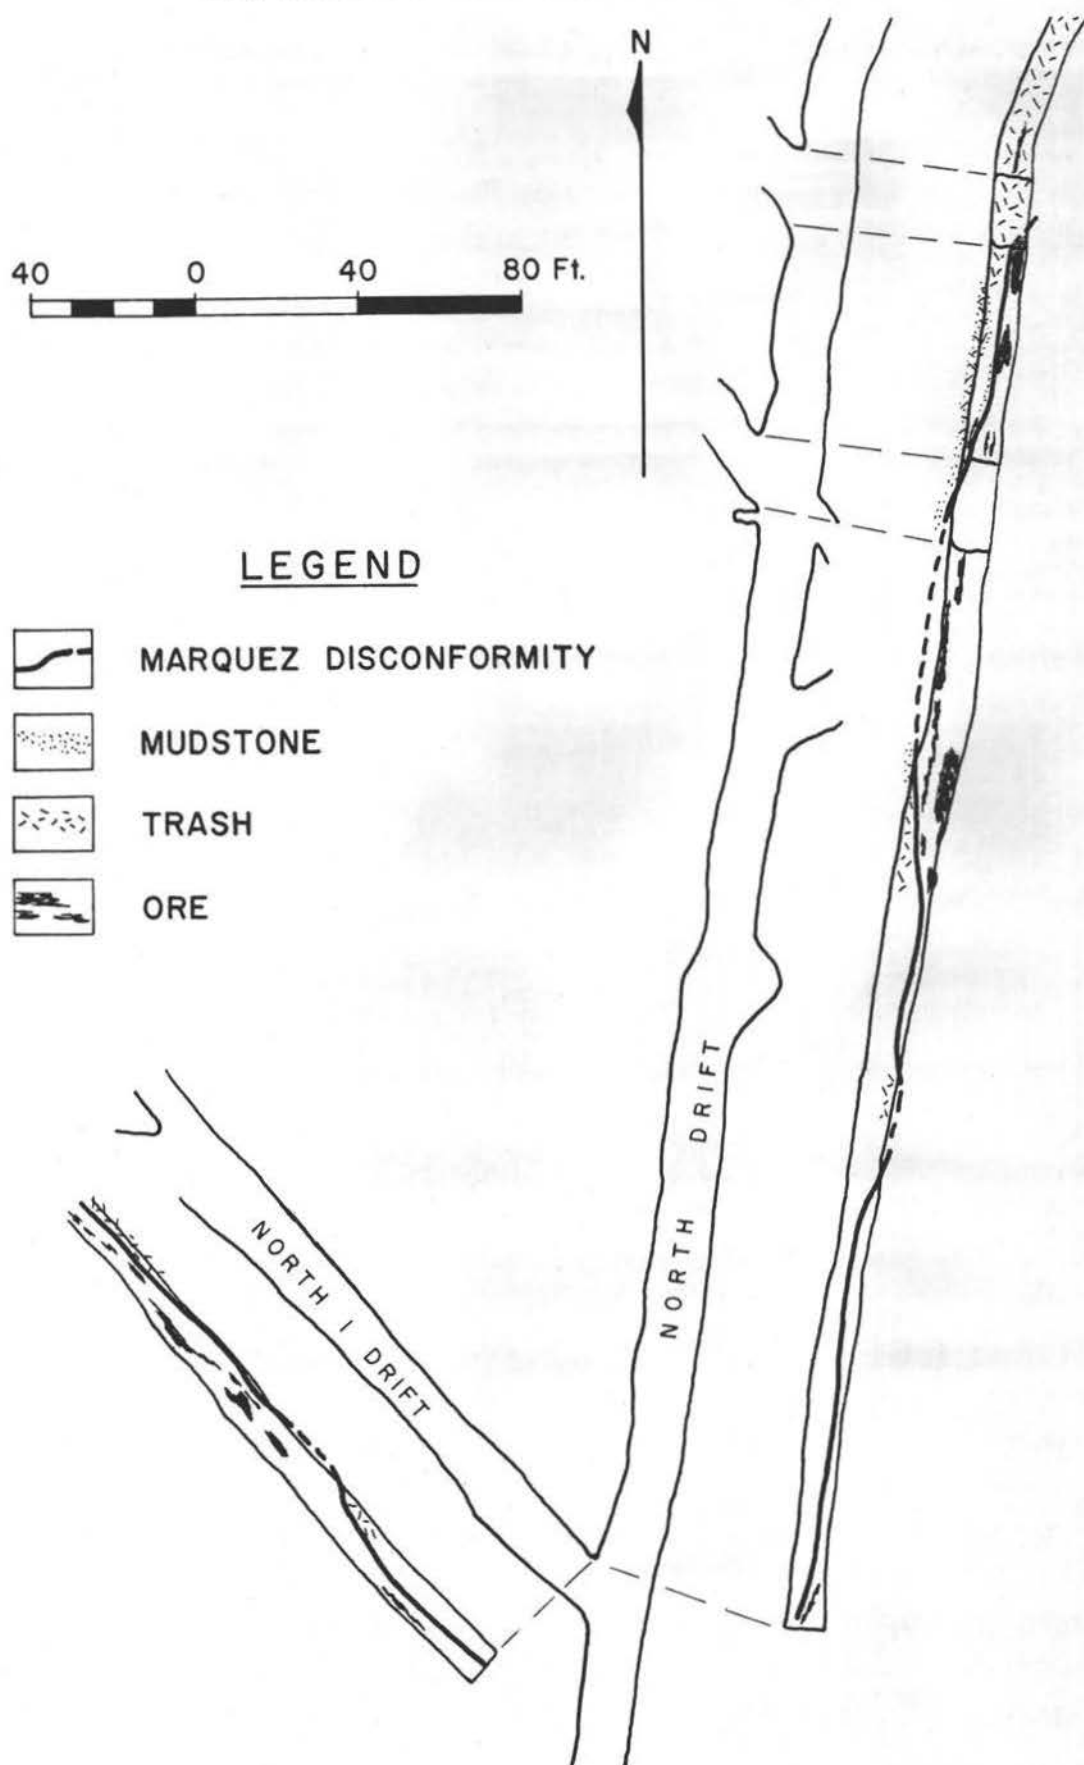 N
40 0 40 80 Ft.
LEGEND
MARQUEZ DISCONFORMITY
MUDSTONE
TRASH
ORE
NORTH DRIFT
NORTH I DRIFT